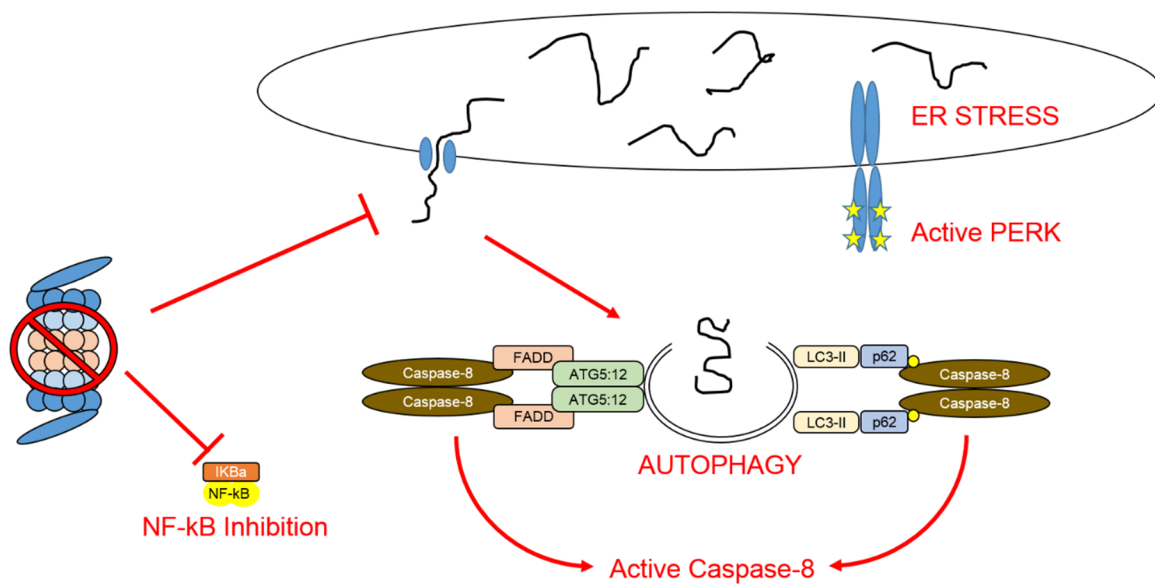 ER STRESS
Active PERK
FADD
Caspase-8
ATG5:12
Caspase-8
ATG5:12
FADD
LC3-II
p62
Caspase-8
Caspase-8
LC3-II
p62
AUTOPHAGY
IKBa
NF-kB
NF-kB Inhibition
Active Caspase-8